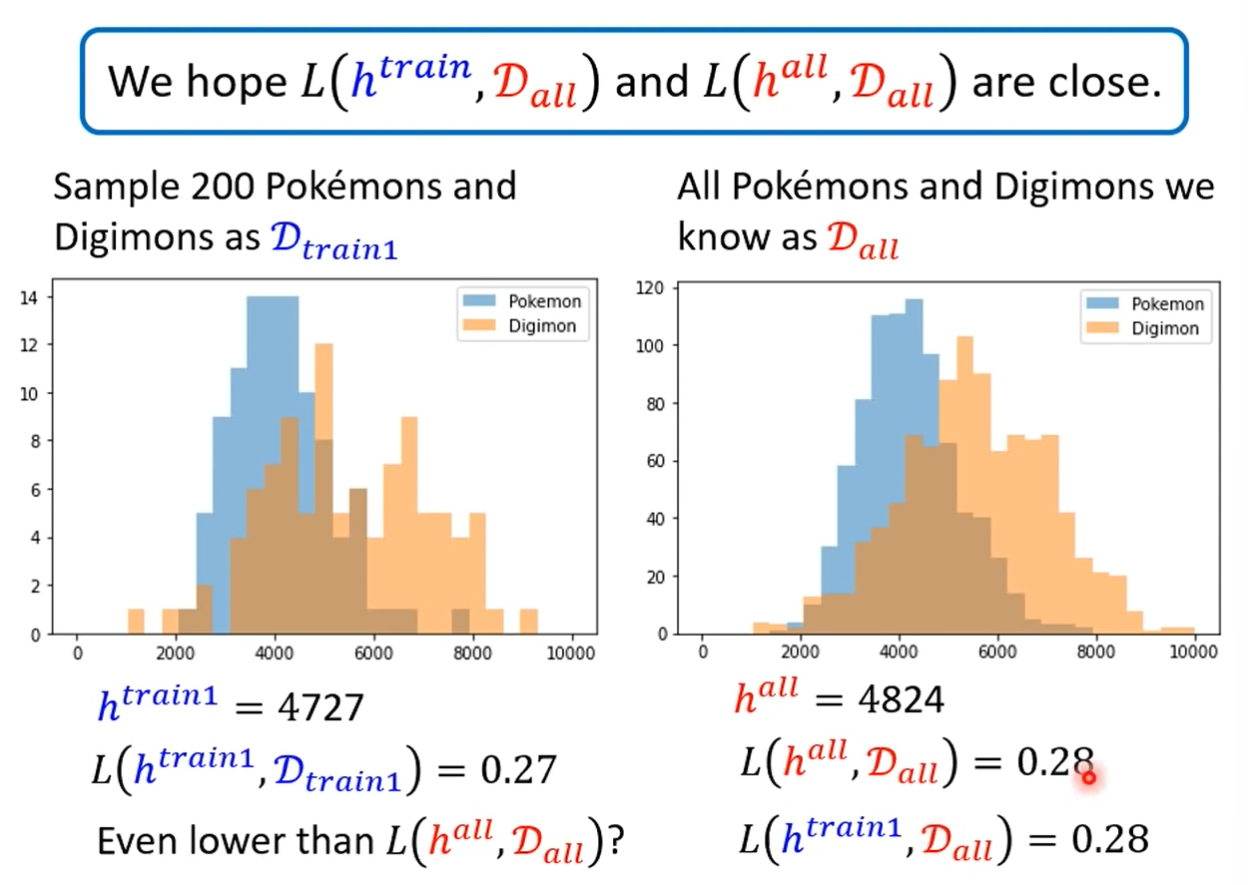 We hope L(h^train, D_all) and L(h^all, D_all) are close.
Sample 200 Pokémons and
Digimons as D_train1
All Pokémons and Digimons we
know as D_all
14
12
10
8
6
4
2
0
0 2000 4000 6000 8000 10000
Pokemon
Digimon
120
100
80
60
40
20
0
0 2000 4000 6000 8000 10000
Pokemon
Digimon
h^train1 = 4727
L(h^train1, D_train1) = 0.27
Even lower than L(h^all, D_all)?
h^all = 4824
L(h^all, D_all) = 0.28
L(h^train1, D_all) = 0.28